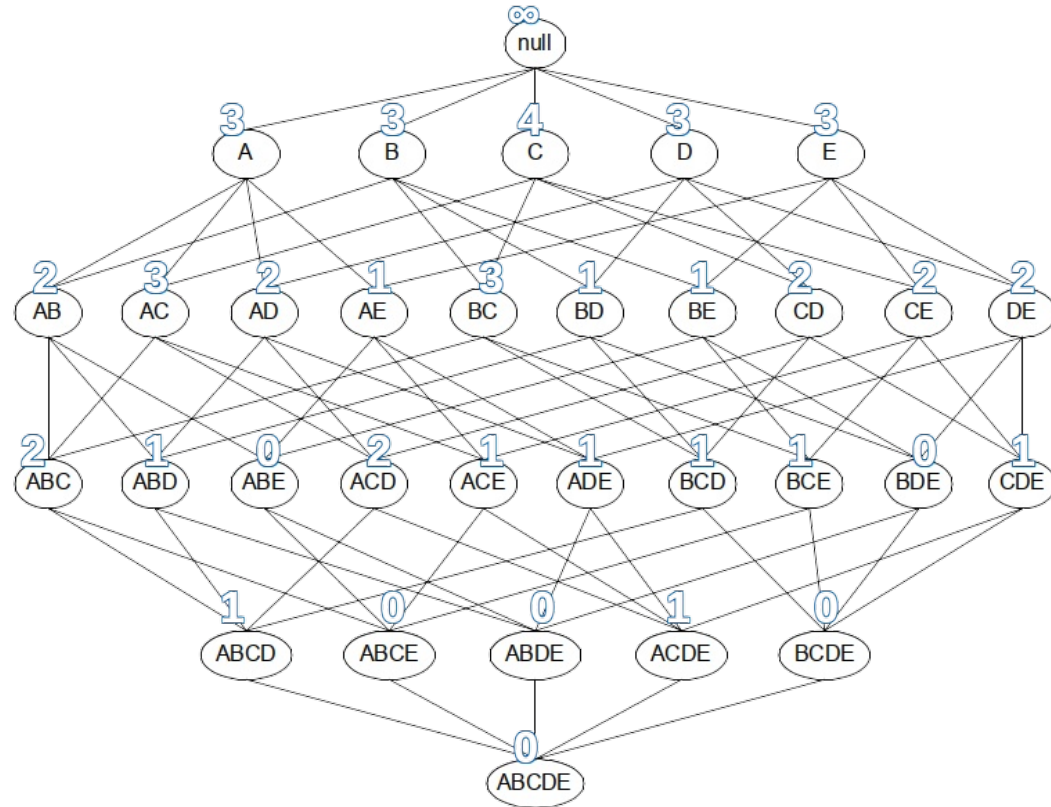 ∞
null
3 3 4 3 3
A B C D E
2 3 2 1 3 1 1 2 2 2
AB AC AD AE BC BD BE CD CE DE
2 1 0 2 1 1 1 1 0 1
ABC ABD ABE ACD ACE ADE BCD BCE BDE CDE
1 0 0 1 0
ABCD ABCE ABDE ACDE BCDE
0
ABCDE